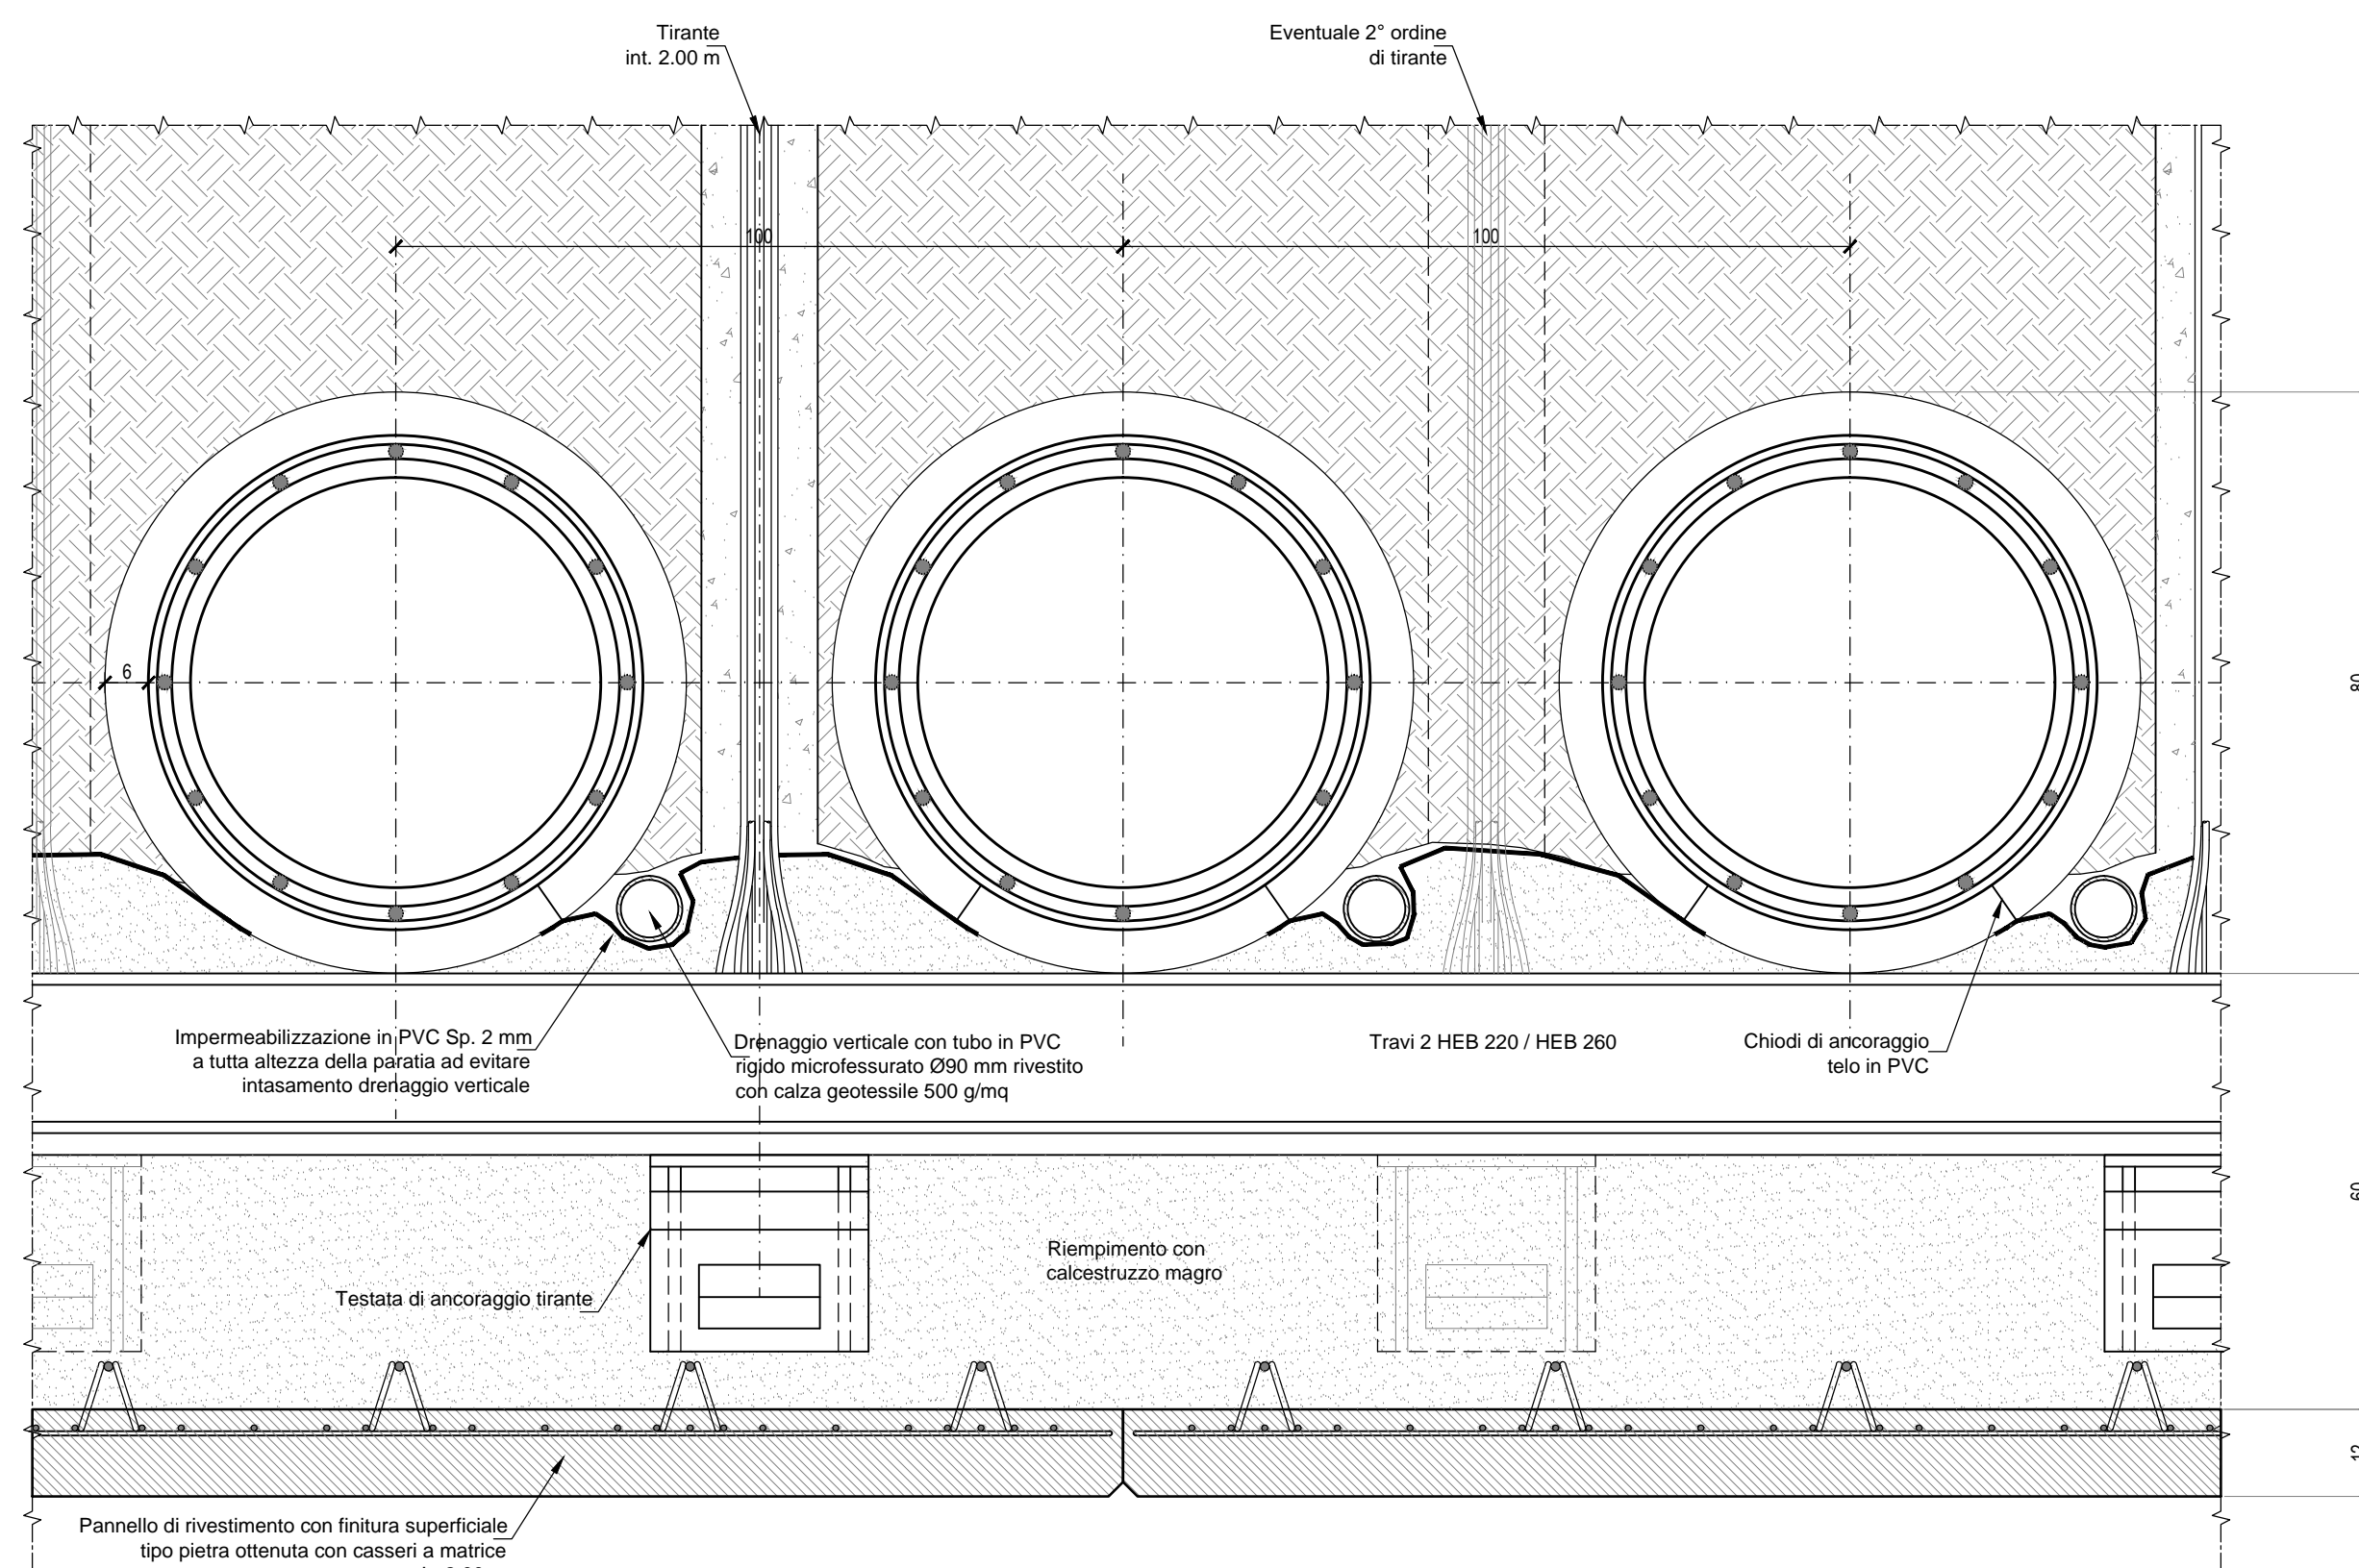 Tirante
int. 2.00 m
Eventuale 2° ordine
di tirante
100
100
6
80
Impermeabilizzazione in PVC Sp. 2 mm
a tutta altezza della paratia ad evitare
intasamento drenaggio verticale
Drenaggio verticale con tubo in PVC
rigido microfessurato Ø90 mm rivestito
con calza geotessile 500 g/mq
Travi 2 HEB 220 / HEB 260
Chiodi di ancoraggio
telo in PVC
60
Riempimento con
calcestruzzo magro
Testata di ancoraggio tirante
12
Pannello di rivestimento con finitura superficiale
tipo pietra ottenuta con casseri a matrice